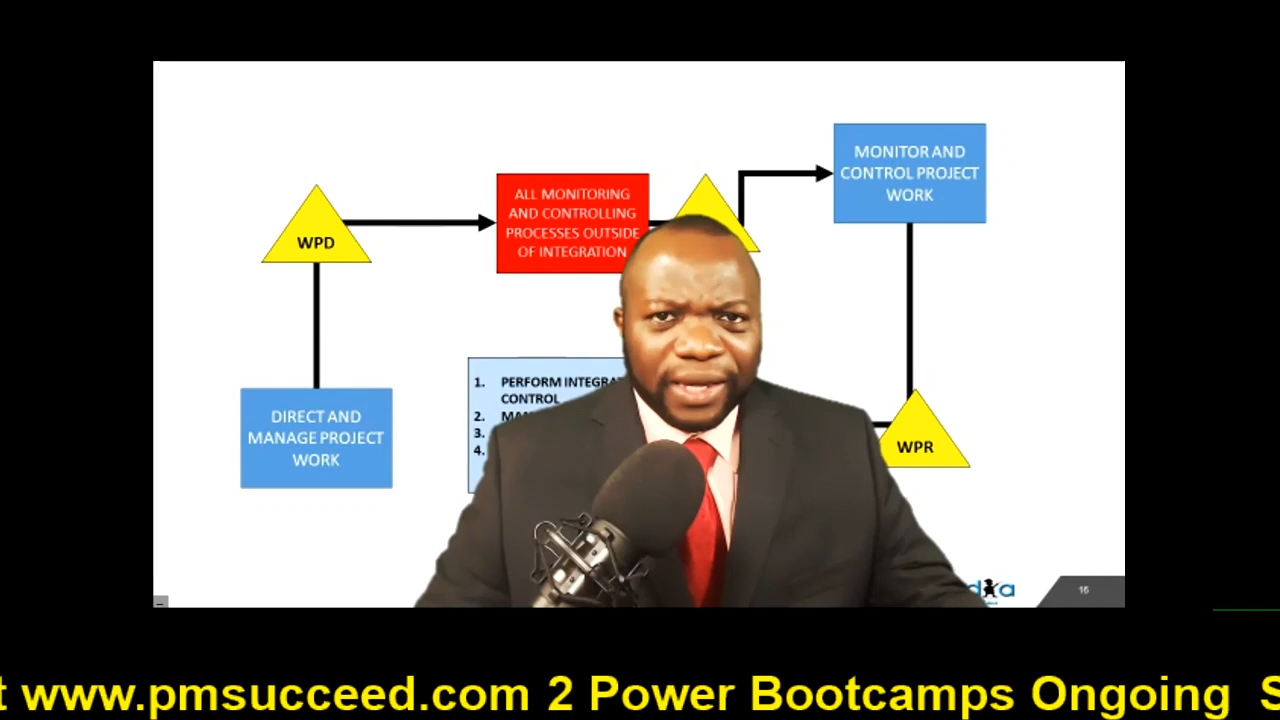 MONITOR AND
CONTROL PROJECT
WORK
ALL MONITORING
AND CONTROLLING
PROCESSES OUTSIDE
OF INTEGRATION
WPD
1. PERFORM
CONTROL
2.
3.
4.
DIRECT AND
MANAGE PROJECT
WORK
WPR
16
www.pmsucceed.com 2 Power Bootcamps Ongoing